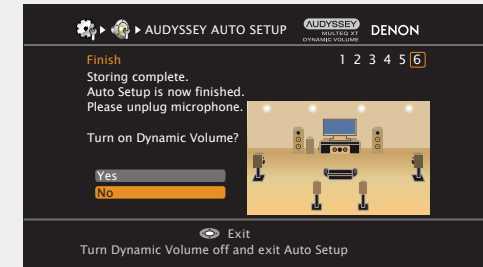 AUDYSSEY AUTO SETUP
AUDYSSEY
MULTEQ XT
DYNAMIC VOLUME
DENON
Finish
1 2 3 4 5 6
Storing complete.
Auto Setup is now finished.
Please unplug microphone.
Turn on Dynamic Volume?
Yes
No
Exit
Turn Dynamic Volume off and exit Auto Setup